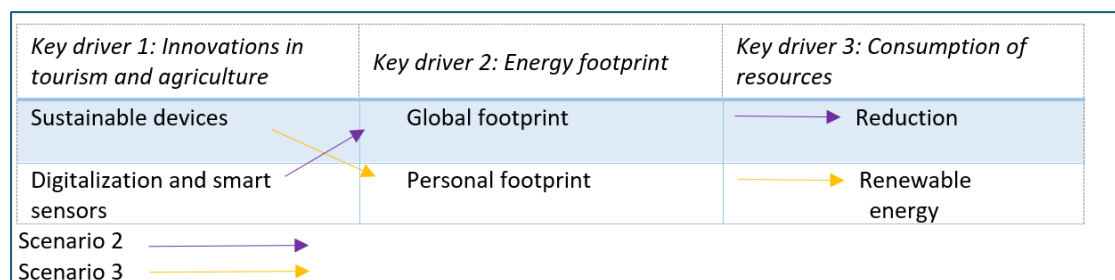 Key driver 1: Innovations in
tourism and agriculture
Key driver 2: Energy footprint
Key driver 3: Consumption of
resources
Sustainable devices
Global footprint
Reduction
Digitalization and smart
sensors
Personal footprint
Renewable
energy
Scenario 2
Scenario 3